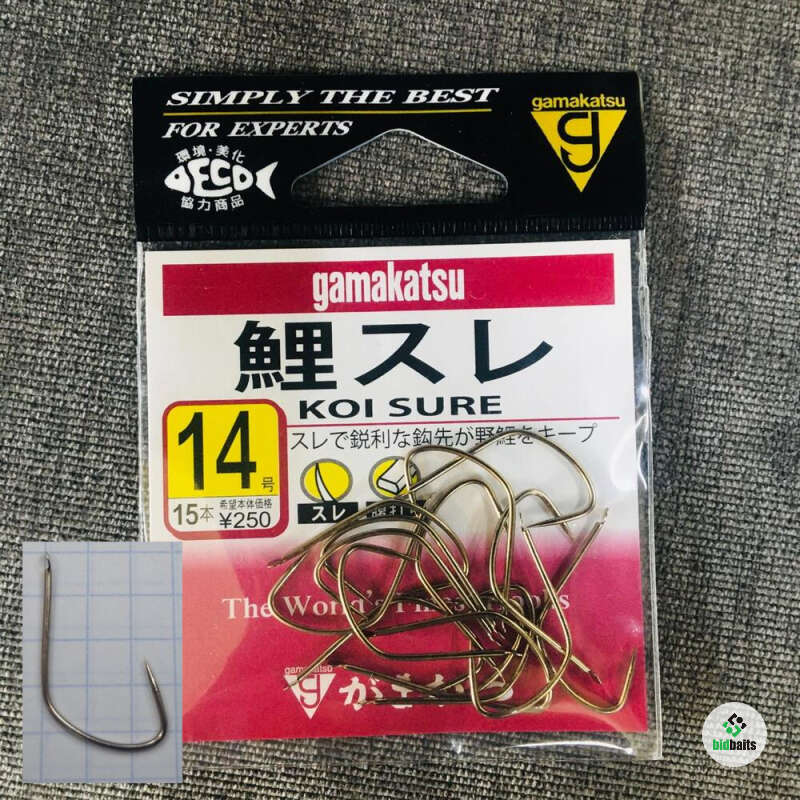 SIMPLY THE BEST
FOR EXPERTS
gamakatsu
g
環境・美化
ECO
協力商品
gamakatsu
鯉スレ
KOI SURE
スレで鋭利な鈎先が野鯉をキープ
14号
15本
希望本体価格
¥250
スレ
The World's
gamakatsu
g
がまかつ
bidbaits